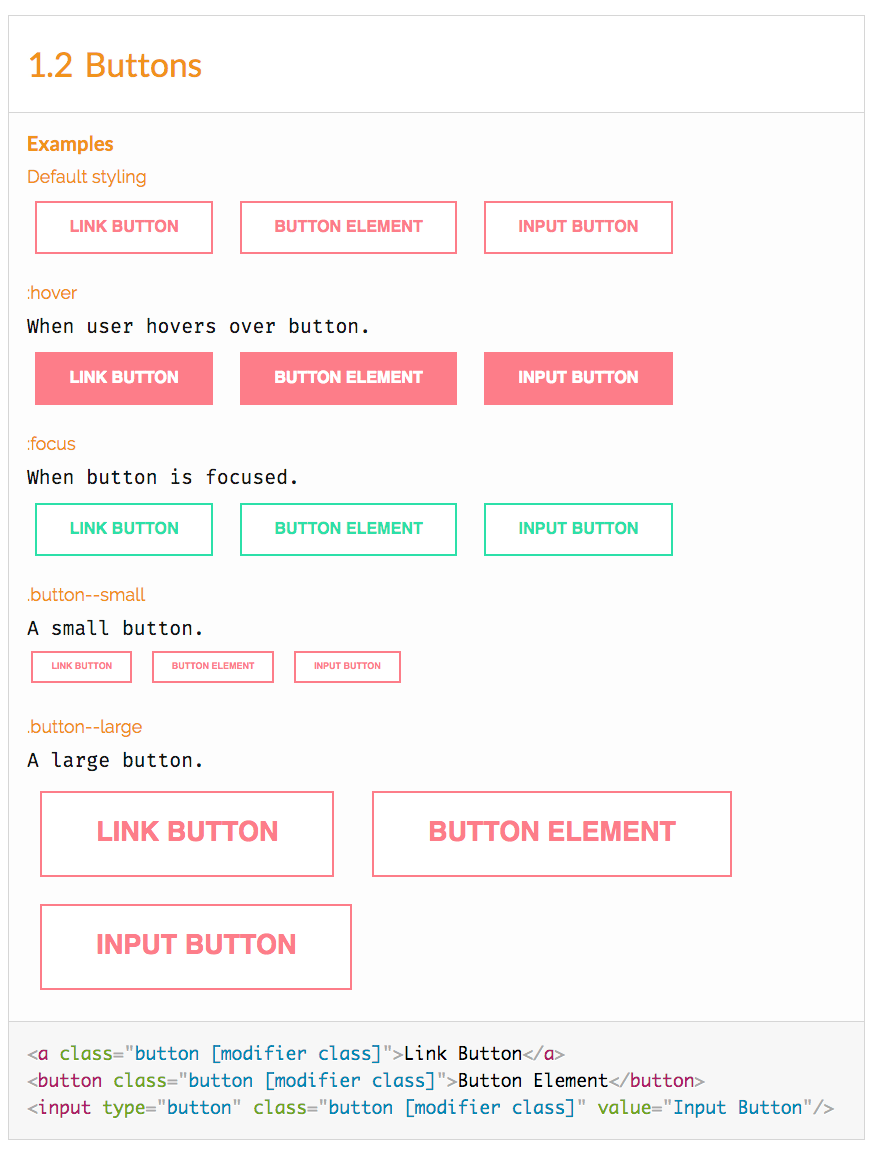 1.2 Buttons
Examples
Default styling
LINK BUTTON BUTTON ELEMENT INPUT BUTTON
:hover
When user hovers over button.
LINK BUTTON BUTTON ELEMENT INPUT BUTTON
:focus
When button is focused.
LINK BUTTON BUTTON ELEMENT INPUT BUTTON
.button--small
A small button.
LINK BUTTON BUTTON ELEMENT INPUT BUTTON
.button--large
A large button.
LINK BUTTON BUTTON ELEMENT
INPUT BUTTON
<a class="button [modifier class]">Link Button</a>
<button class="button [modifier class]">Button Element</button>
<input type="button" class="button [modifier class]" value="Input Button"/>